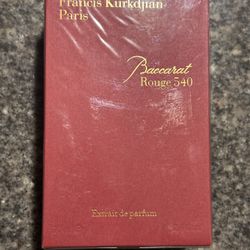 Francis Kurkdjian
Paris
Baccarat
Rouge 540
Extrait de parfum